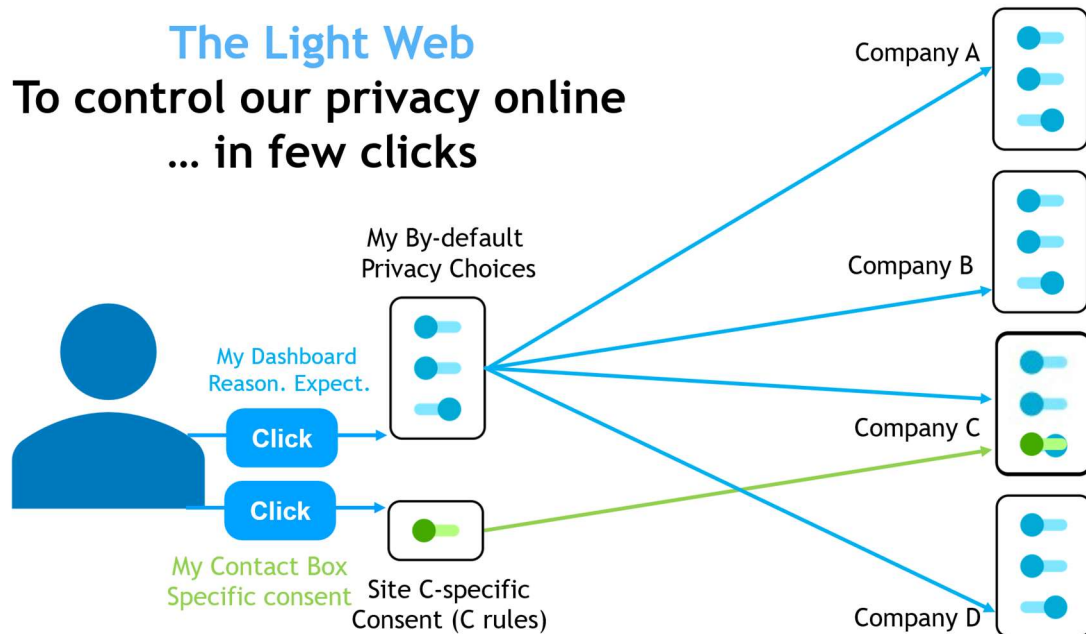 The Light Web
To control our privacy online
... in few clicks
Company A
My By-default
Privacy Choices
Company B
My Dashboard
Reason. Expect.
Click
Company C
Click
My Contact Box
Specific consent
Site C-specific
Consent (C rules)
Company D